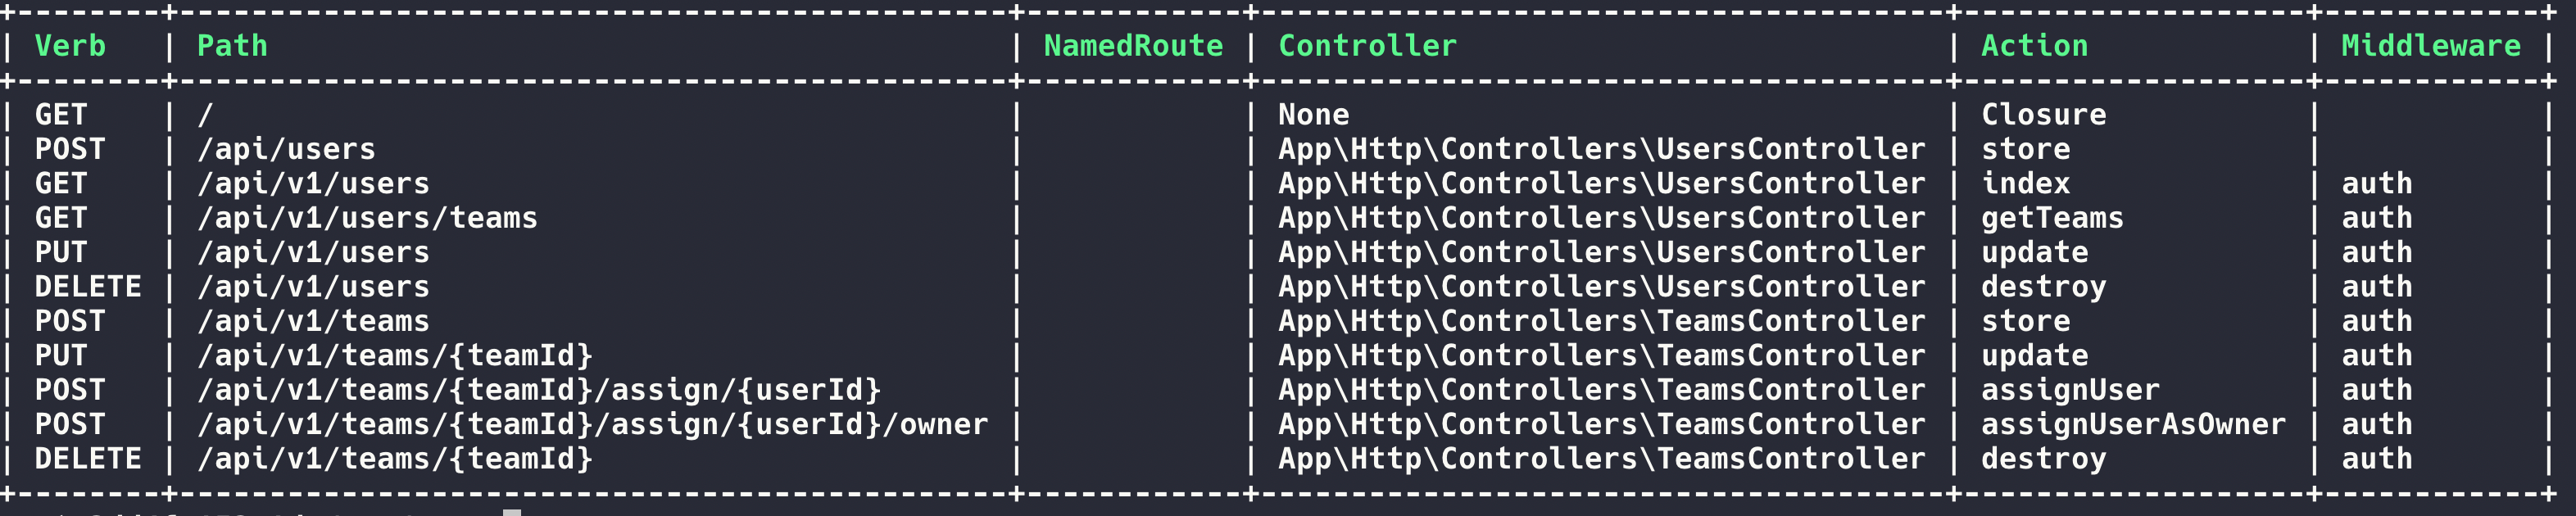 +--------+-----------------------------------------------+------------+--------------------------------------+-------------------+------------+
| Verb   | Path                                          | NamedRoute | Controller                           | Action            | Middleware |
+--------+-----------------------------------------------+------------+--------------------------------------+-------------------+------------+
| GET    | /                                             |            | None                                 | Closure           |            |
| POST   | /api/users                                    |            | App\Http\Controllers\UsersController | store             |            |
| GET    | /api/v1/users                                 |            | App\Http\Controllers\UsersController | index             | auth       |
| GET    | /api/v1/users/teams                           |            | App\Http\Controllers\UsersController | getTeams          | auth       |
| PUT    | /api/v1/users                                 |            | App\Http\Controllers\UsersController | update            | auth       |
| DELETE | /api/v1/users                                 |            | App\Http\Controllers\UsersController | destroy           | auth       |
| POST   | /api/v1/teams                                 |            | App\Http\Controllers\TeamsController | store             | auth       |
| PUT    | /api/v1/teams/{teamId}                        |            | App\Http\Controllers\TeamsController | update            | auth       |
| POST   | /api/v1/teams/{teamId}/assign/{userId}        |            | App\Http\Controllers\TeamsController | assignUser        | auth       |
| POST   | /api/v1/teams/{teamId}/assign/{userId}/owner  |            | App\Http\Controllers\TeamsController | assignUserAsOwner | auth       |
| DELETE | /api/v1/teams/{teamId}                        |            | App\Http\Controllers\TeamsController | destroy           | auth       |
+--------+-----------------------------------------------+------------+--------------------------------------+-------------------+------------+